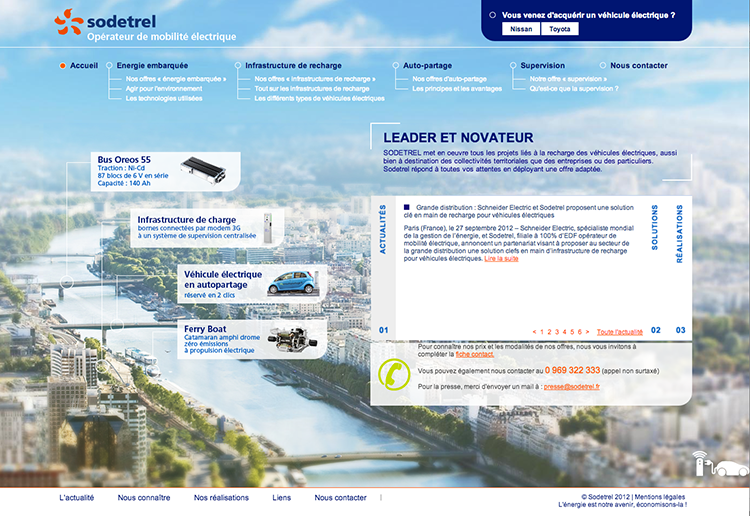 sodetrel
Opérateur de mobilité électrique
Vous venez d'acquérir un véhicule électrique ?
Nissan
Toyota
Accueil
Energie embarquée
Nos offres « énergie embarquée »
Agir pour l'environnement
Les technologies utilisées
Infrastructure de recharge
Nos offres « infrastructures de recharge »
Tout sur les infrastructures de recharge
Les différents types de véhicules électriques
Auto-partage
Nos offres d'auto-partage
Les principes et les avantages
Supervision
Notre offre « supervision »
Qu'est-ce que la supervision ?
Nous contacter
Bus Oreos 55
Traction : Ni-Cd
87 blocs de 6 V en série
Capacité : 140 Ah
Infrastructure de charge
bornes connectées par modem 3G
à un système de supervision centralisée
Véhicule électrique
en autopartage
réservé en 2 clics
Ferry Boat
Catamaran amphi drome
zéro émissions
à propulsion électrique
LEADER ET NOVATEUR
SODETREL met en oeuvre tous les projets liés à la recharge des véhicules électriques, aussi
bien à destination des collectivités territoriales que des entreprises ou des particuliers.
Sodetrel répond à toutes vos attentes en déployant une offre adaptée.
ACTUALITÉS
01
Grande distribution : Schneider Electric et Sodetrel proposent une solution
clé en main de recharge pour véhicules électriques
Paris (France), le 27 septembre 2012 – Schneider Electric, spécialiste mondial
de la gestion de l'énergie, et Sodetrel, filiale à 100% d'EDF opérateur de
mobilité électrique, annoncent un partenariat visant à proposer au secteur de
la grande distribution une solution clefs en main d'infrastructure de recharge
pour véhicules électriques. Lire la suite
< 1 2 3 4 5 6 > Toute l'actualité
SOLUTIONS
02
RÉALISATIONS
03
Pour connaître nos prix et les modalités de nos offres, nous vous invitons à
compléter la fiche contact.
Vous pouvez également nous contacter au 0 969 322 333 (appel non surtaxé)
Pour la presse, merci d'envoyer un mail à : presse@sodetrel.fr
L'actualité
Nous connaître
Nos réalisations
Liens
Nous contacter
|
© Sodetrel 2012 | Mentions légales
L'énergie est notre avenir, économisons-la !